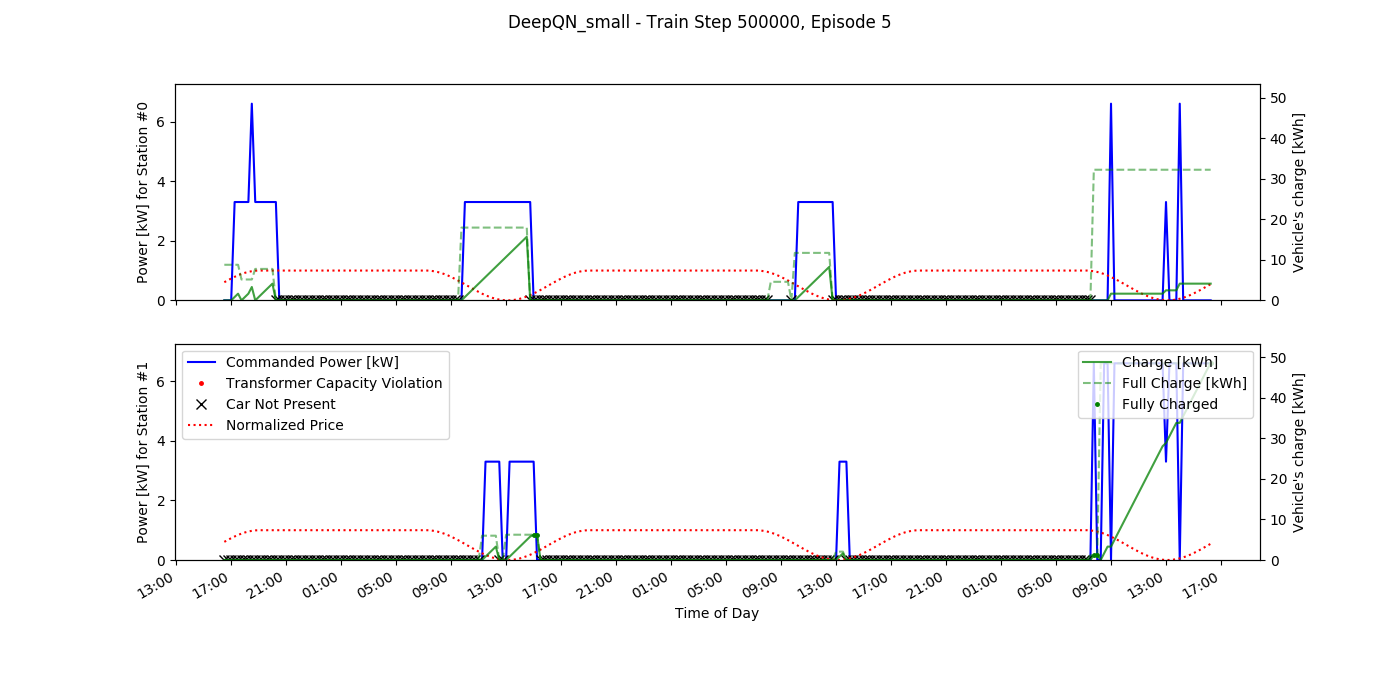 DeepQN_small - Train Step 500000, Episode 5
Power [kW] for Station #0
6
4
2
0
50
40
30
20
10
0
Vehicle's charge [kWh]
Power [kW] for Station #1
6
4
2
0
Commanded Power [kW]
Transformer Capacity Violation
Car Not Present
Normalized Price
Charge [kWh]
Full Charge [kWh]
Fully Charged
50
40
30
20
10
0
Vehicle's charge [kWh]
13:00 17:00 21:00 01:00 05:00 09:00 13:00 17:00 21:00 01:00 05:00 09:00 13:00 17:00 21:00 01:00 05:00 09:00 13:00 17:00
Time of Day